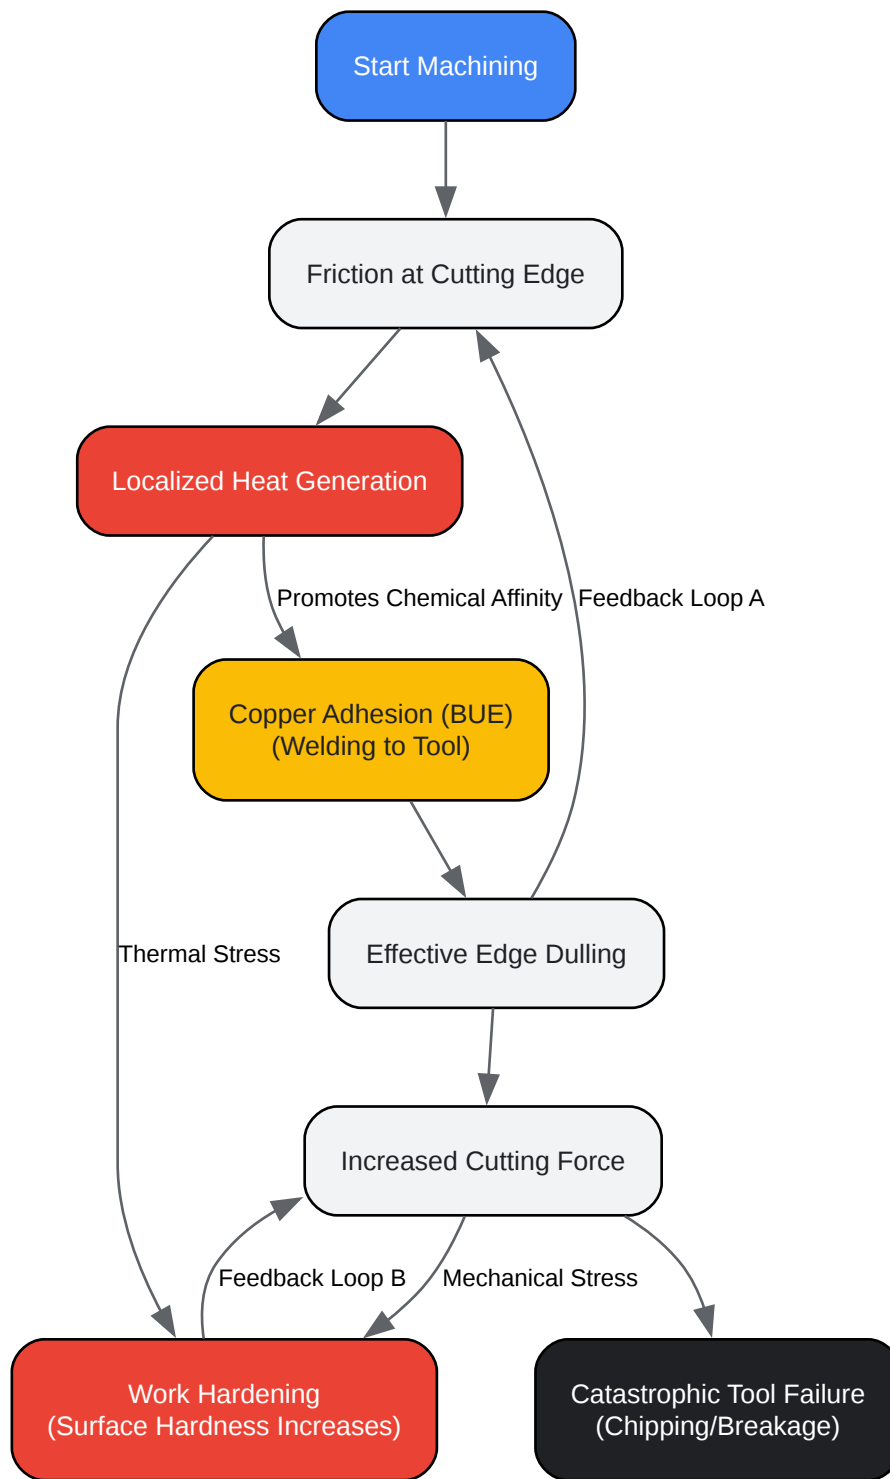 Start Machining
Friction at Cutting Edge
Localized Heat Generation
Promotes Chemical Affinity
Feedback Loop A
Copper Adhesion (BUE)
(Welding to Tool)
Thermal Stress
Effective Edge Dulling
Increased Cutting Force
Feedback Loop B
Mechanical Stress
Work Hardening
(Surface Hardness Increases)
Catastrophic Tool Failure
(Chipping/Breakage)